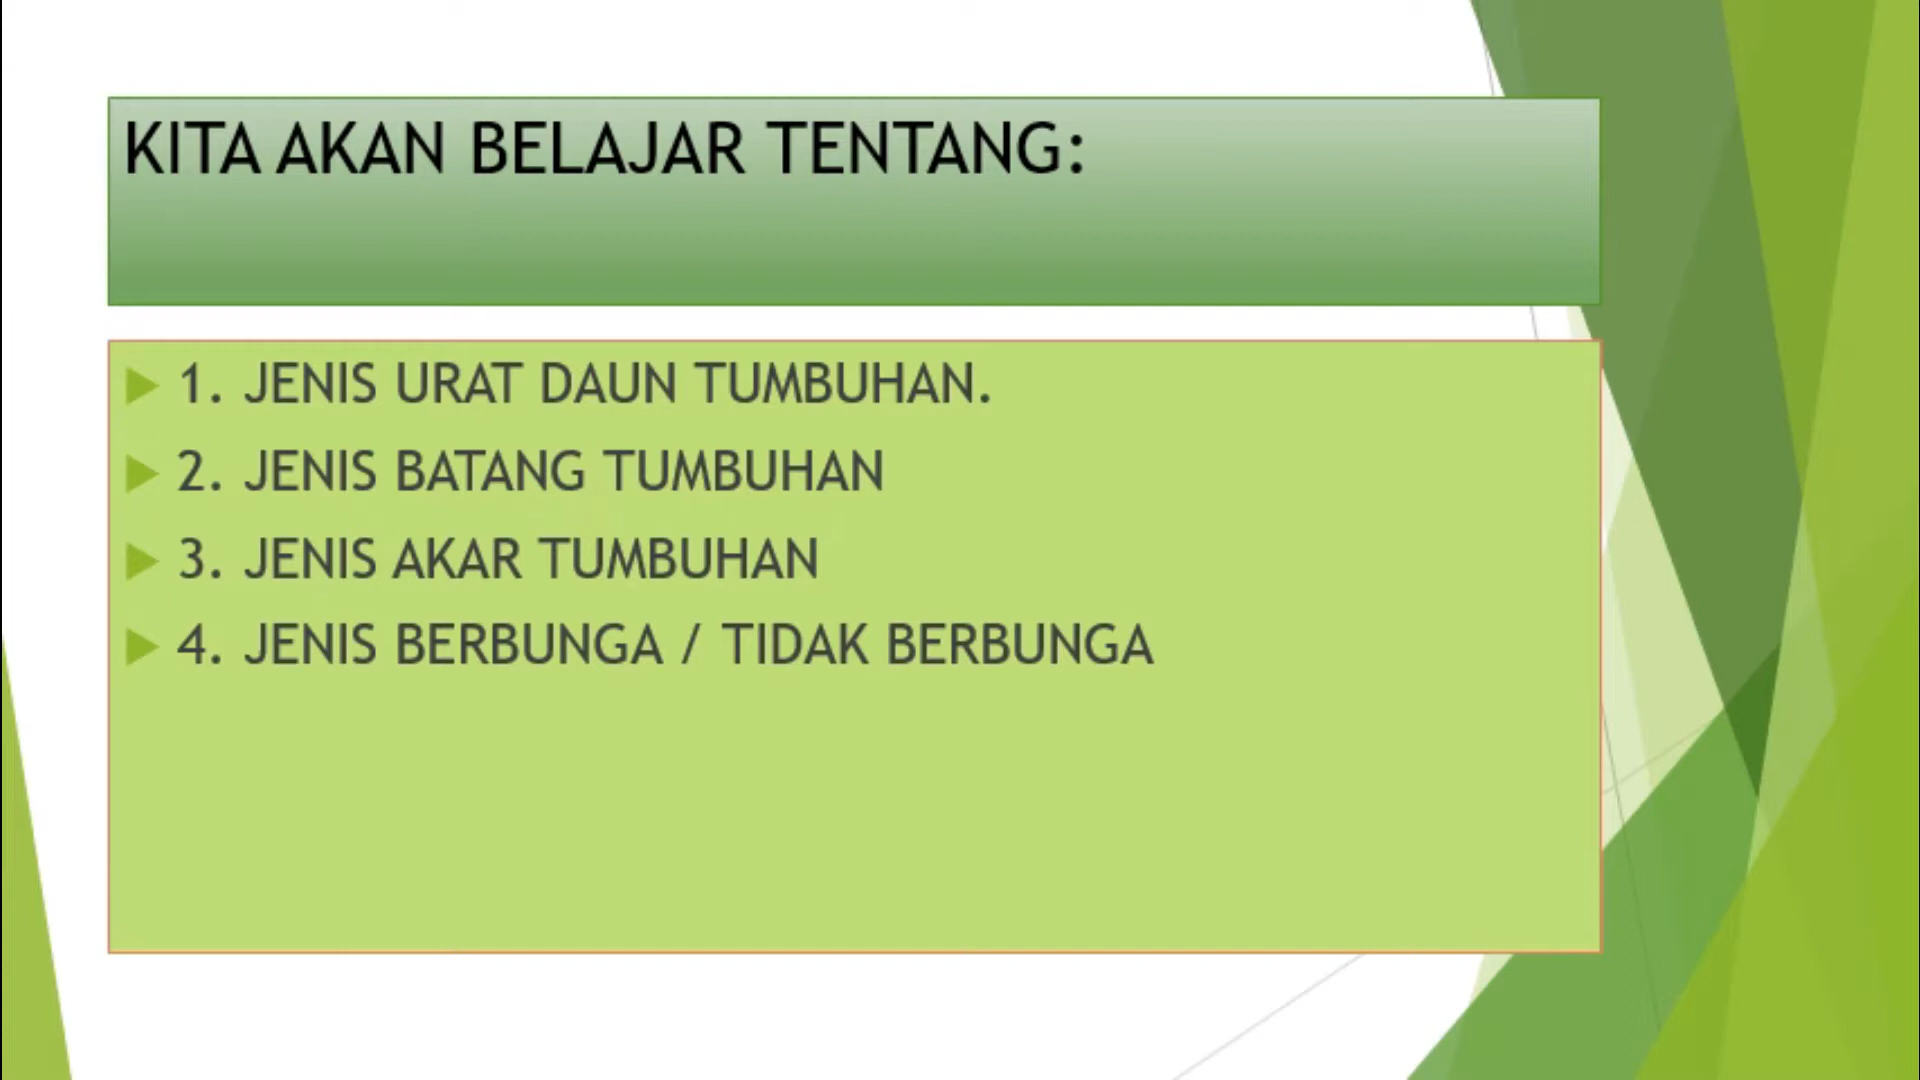 KITA AKAN BELAJAR TENTANG:
1. JENIS URAT DAUN TUMBUHAN.
2. JENIS BATANG TUMBUHAN
3. JENIS AKAR TUMBUHAN
4. JENIS BERBUNGA / TIDAK BERBUNGA